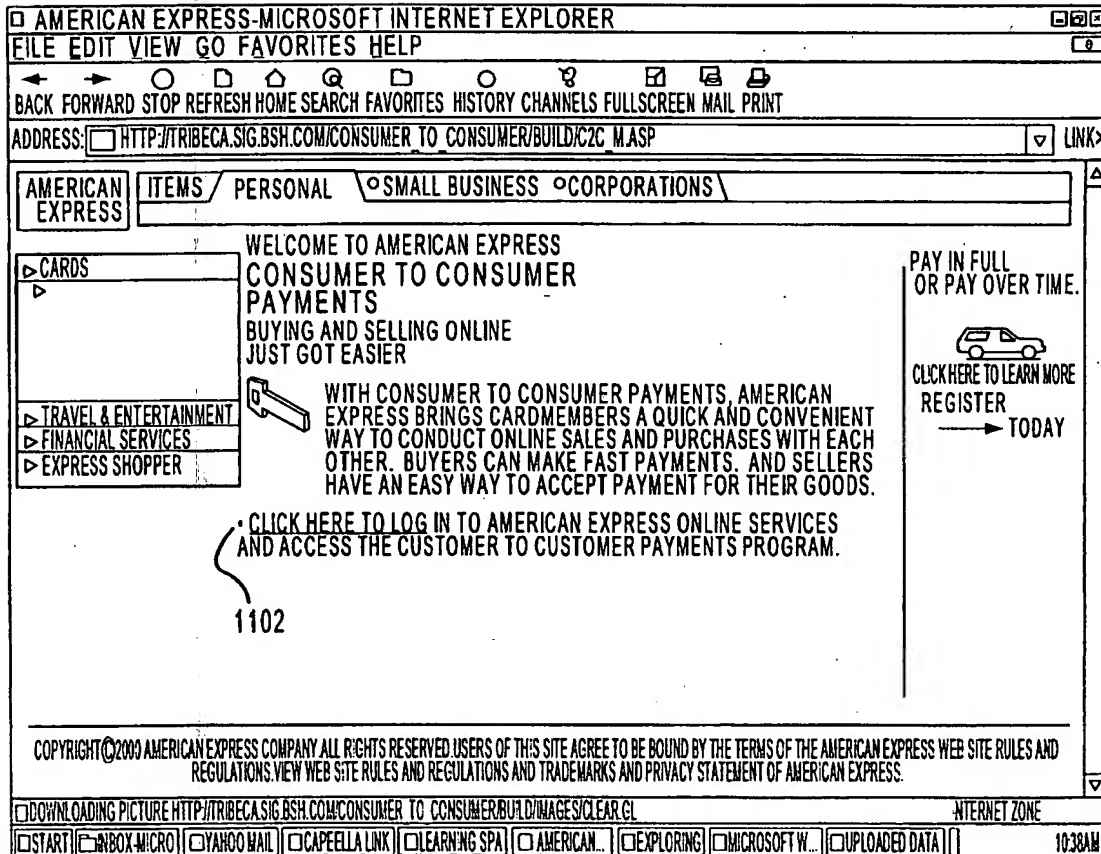 AMERICAN EXPRESS-MICROSOFT INTERNET EXPLORER
FILE EDIT VIEW GO FAVORITES HELP
BACK FORWARD STOP REFRESH HOME SEARCH FAVORITES HISTORY CHANNELS FULLSCREEN MAIL PRINT
ADDRESS: HTTP://TRIBECA.SIG.BSH.COM/CONSUMER_TO_CONSUMER/BUILD/C2C_M.ASP LINK>
AMERICAN EXPRESS
ITEMS PERSONAL SMALL BUSINESS CORPORATIONS
CARDS
TRAVEL & ENTERTAINMENT
FINANCIAL SERVICES
EXPRESS SHOPPER
WELCOME TO AMERICAN EXPRESS
CONSUMER TO CONSUMER
PAYMENTS
BUYING AND SELLING ONLINE
JUST GOT EASIER
WITH CONSUMER TO CONSUMER PAYMENTS, AMERICAN
EXPRESS BRINGS CARDMEMBERS A QUICK AND CONVENIENT
WAY TO CONDUCT ONLINE SALES AND PURCHASES WITH EACH
OTHER. BUYERS CAN MAKE FAST PAYMENTS. AND SELLERS
HAVE AN EASY WAY TO ACCEPT PAYMENT FOR THEIR GOODS.
• CLICK HERE TO LOG IN TO AMERICAN EXPRESS ONLINE SERVICES
AND ACCESS THE CUSTOMER TO CUSTOMER PAYMENTS PROGRAM.
1102
PAY IN FULL
OR PAY OVER TIME.
CLICK HERE TO LEARN MORE
REGISTER
TODAY
COPYRIGHT©2000 AMERICAN EXPRESS COMPANY ALL RIGHTS RESERVED.USERS OF THIS SITE AGREE TO BE BOUND BY THE TERMS OF THE AMERICAN EXPRESS WEB SITE RULES AND
REGULATIONS.VIEW WEB SITE RULES AND REGULATIONS AND TRADEMARKS AND PRIVACY STATEMENT OF AMERICAN EXPRESS.
DOWNLOADING PICTURE HTTP://TRIBECA.SIG.BSH.COM/CONSUMER_TO_CONSUMER/BUILD/IMAGES/CLEAR.GL INTERNET ZONE
START INBOX-MICRO YAHOO MAIL CAPEELLA LINK LEARNING SPA AMERICAN... EXPLORING MICROSOFT W... UPLOADED DATA 10:38AM